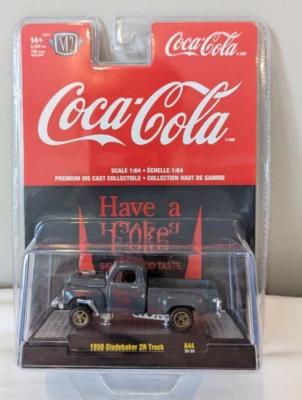 14+
M2
Coca-Cola
Coca-Cola
SCALE 1:64 • ÉCHELLE 1:64
PREMIUM DIE CAST COLLECTIBLE • COLLECTION HAUT DE GAMME
Have a
Coke
TASTE
1950 Studebaker 2R Truck
A44